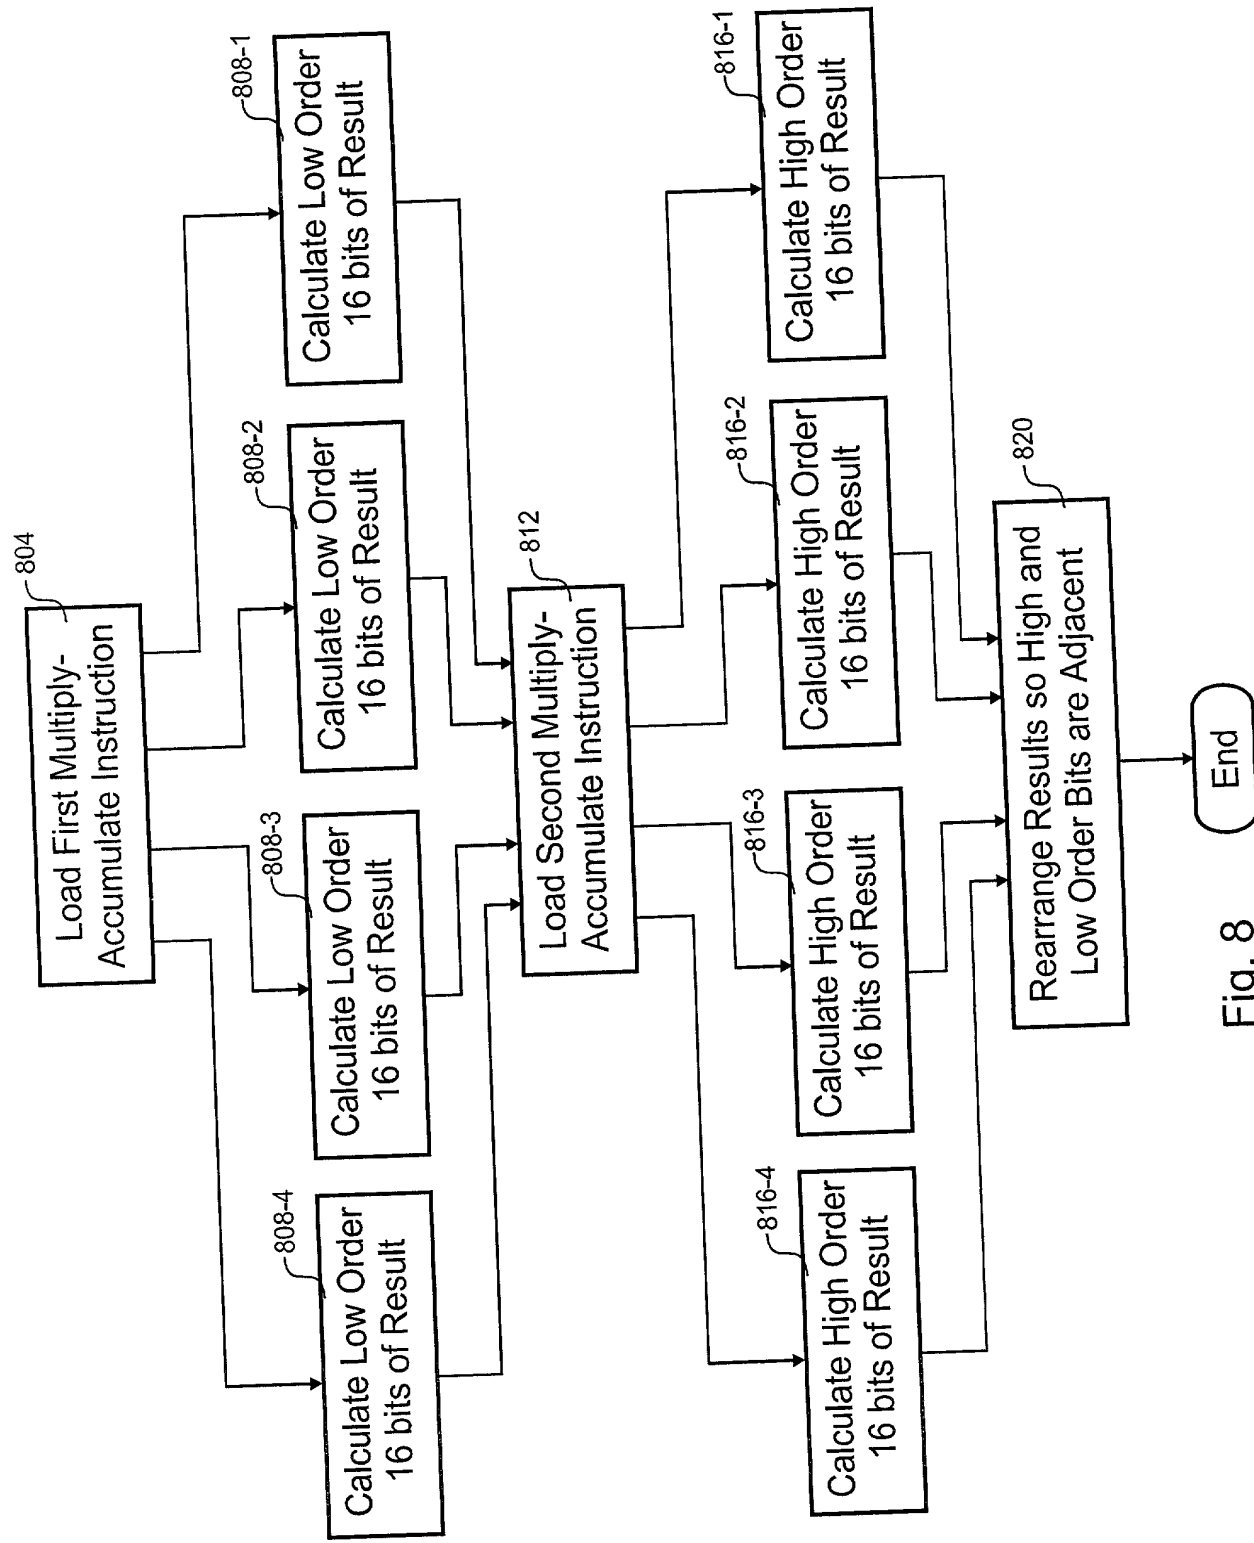 Load First Multiply-
Accumulate Instruction
804
Calculate Low Order
16 bits of Result
808-4
Calculate Low Order
16 bits of Result
808-3
Calculate Low Order
16 bits of Result
808-2
Calculate Low Order
16 bits of Result
808-1
Load Second Multiply-
Accumulate Instruction
812
Calculate High Order
16 bits of Result
816-4
Calculate High Order
16 bits of Result
816-3
Calculate High Order
16 bits of Result
816-2
Calculate High Order
16 bits of Result
816-1
Rearrange Results so High and
Low Order Bits are Adjacent
820
End
Fig. 8